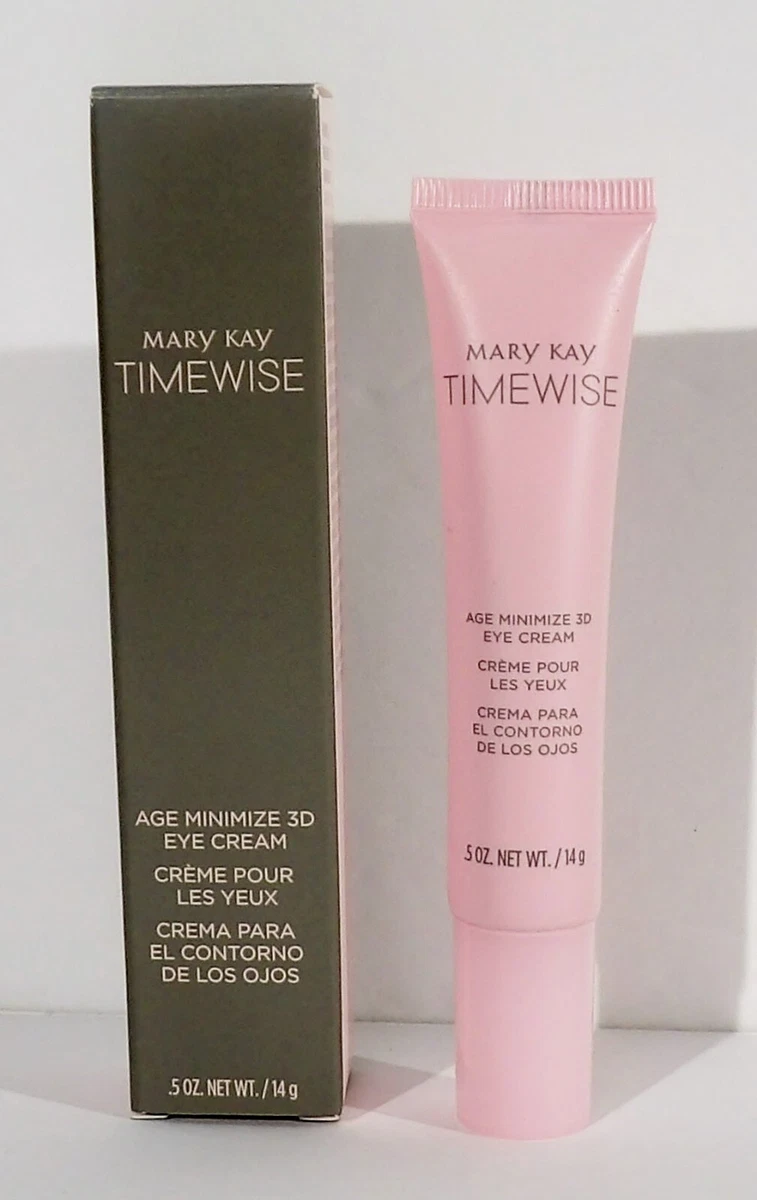 MARY KAY
TIMEWISE
AGE MINIMIZE 3D
EYE CREAM
CRÈME POUR
LES YEUX
CREMA PARA
EL CONTORNO
DE LOS OJOS
.5 OZ. NET WT. / 14 g
MARY KAY
TIMEWISE
AGE MINIMIZE 3D
EYE CREAM
CRÈME POUR
LES YEUX
CREMA PARA
EL CONTORNO
DE LOS OJOS
.5 OZ. NET WT. / 14 g